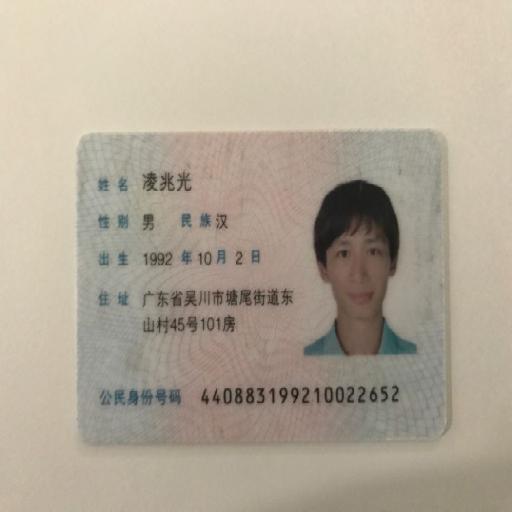 姓名 凌兆光
性别 男 民族 汉
出生 1992 年 10 月 2 日
住址 广东省吴川市塘尾街道东
山村45号101房
公民身份号码 440883199210022652